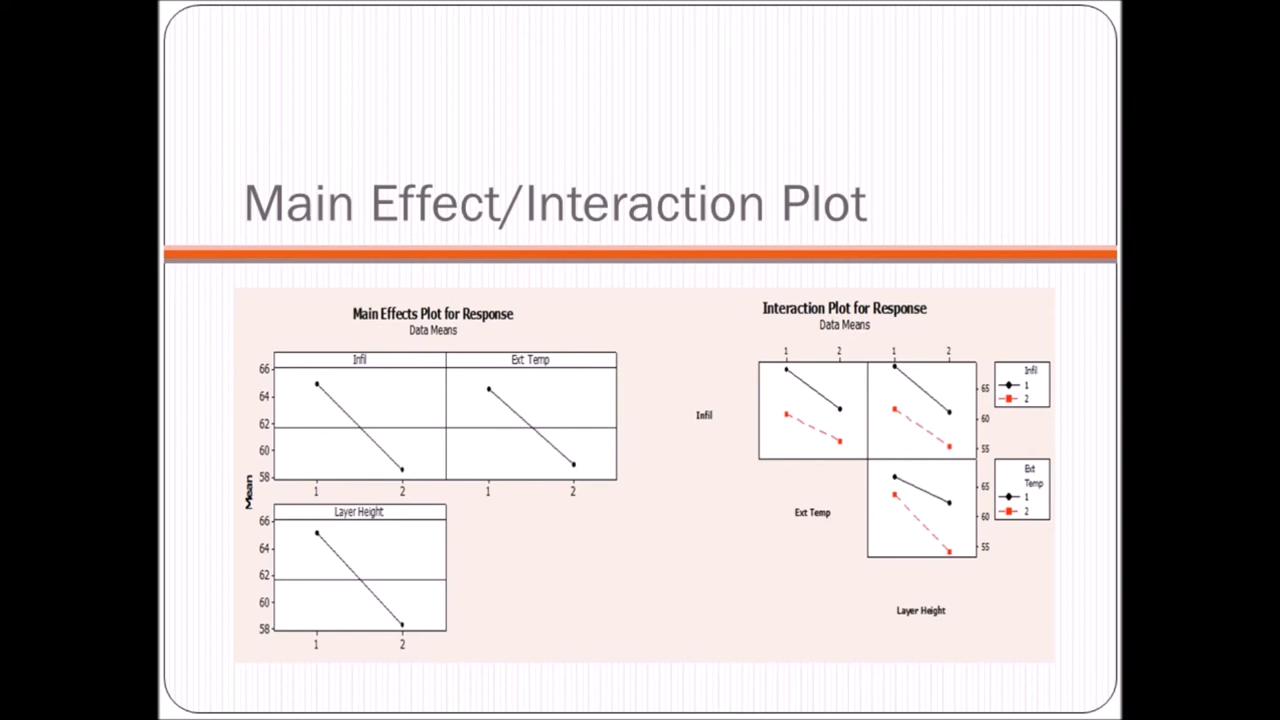 Main Effect/Interaction Plot
Main Effects Plot for Response
Data Means
Infil Ext Temp
66
64
62
60
58
1 2 1 2
Mean
Layer Height
66
64
62
60
58
1 2
Interaction Plot for Response
Data Means
1 2 1 2
Infil
65
60
55
Infil
1
2
Ext Temp
65
60
55
Ext
Temp
1
2
Layer Height